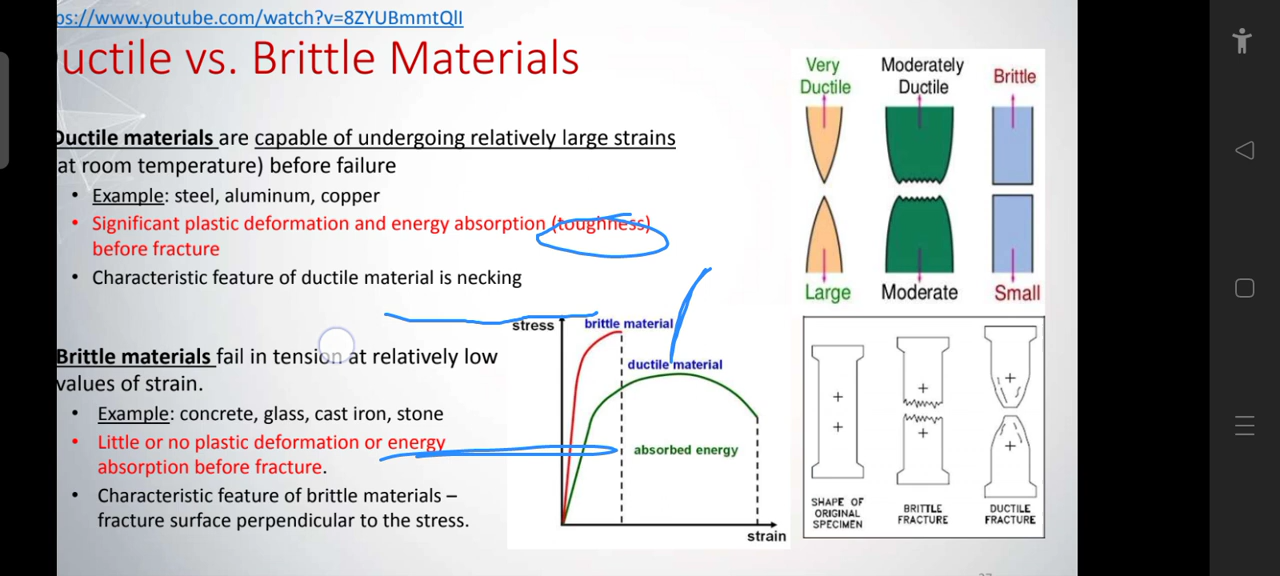 ps://www.youtube.com/watch?v=8ZYUBmmtQlI
uctile vs. Brittle Materials
Ductile materials are capable of undergoing relatively large strains
at room temperature) before failure
• Example: steel, aluminum, copper
• Significant plastic deformation and energy absorption (toughness)
before fracture
• Characteristic feature of ductile material is necking
Brittle materials fail in tension at relatively low
values of strain.
• Example: concrete, glass, cast iron, stone
• Little or no plastic deformation or energy
absorption before fracture.
• Characteristic feature of brittle materials –
fracture surface perpendicular to the stress.
stress
brittle material
ductile material
absorbed energy
strain
Very
Ductile
Moderately
Ductile
Brittle
Large
Moderate
Small
SHAPE OF
ORIGINAL
SPECIMEN
BRITTLE
FRACTURE
DUCTILE
FRACTURE